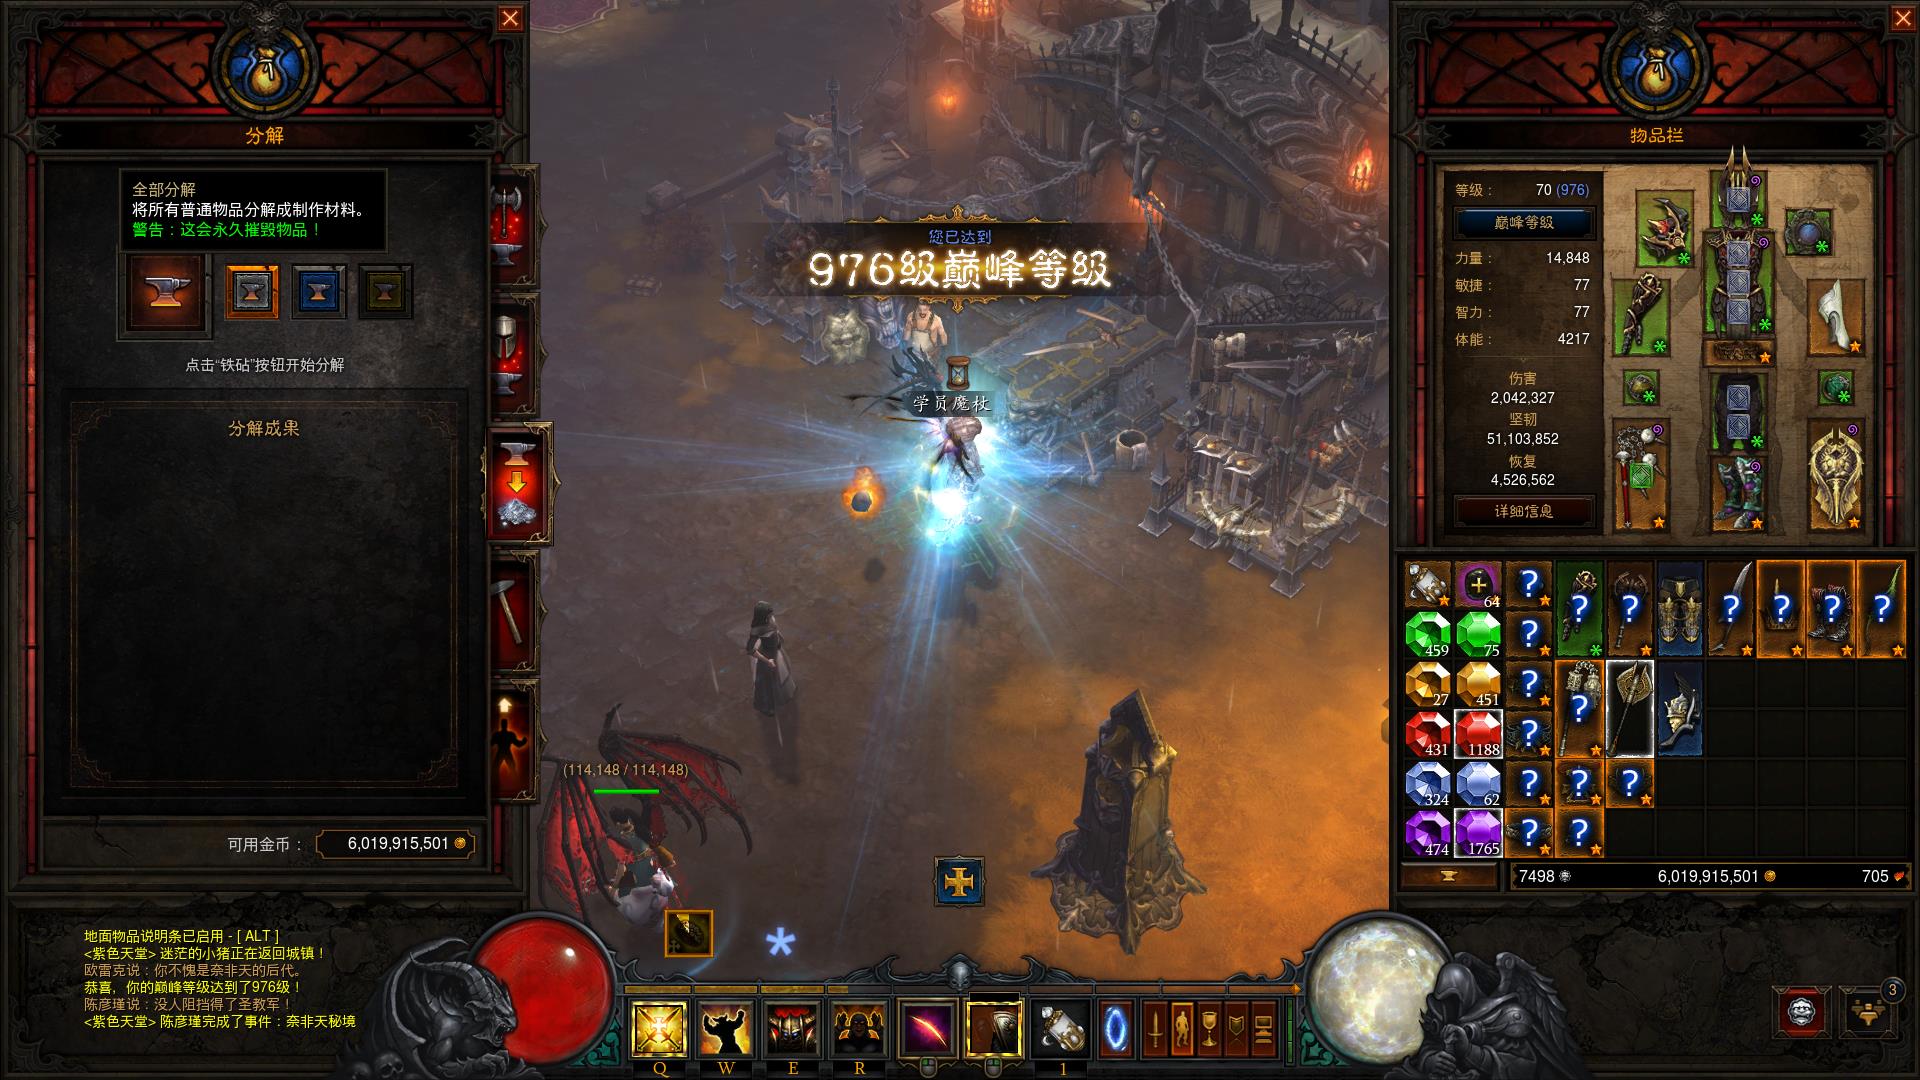 分解
全部分解
将所有普通物品分解成制作材料。
警告：这会永久摧毁物品！
点击“铁砧”按钮开始分解
分解成果
可用金币：
6,019,915,501
地面物品说明条已启用 - [ ALT ]
<紫色天堂> 迷茫的小猪正在返回城镇！
欧雷克说：你不愧是奈非天的后代。
恭喜，你的巅峰等级达到了976级！
陈彦瑾说：没人阻挡得了圣教军！
<紫色天堂> 陈彦瑾完成了事件：奈非天秘境
您已达到
976级巅峰等级
学员魔杖
(114,148 / 114,148)
Q
W
E
R
1
物品栏
等级：
70 (976)
巅峰等级
力量：
14,848
敏捷：
77
智力：
77
体能：
4217
伤害
2,042,327
坚韧
51,103,852
恢复
4,526,562
详细信息
64
459
75
27
451
431
1188
324
62
474
1765
7498
6,019,915,501
705
3